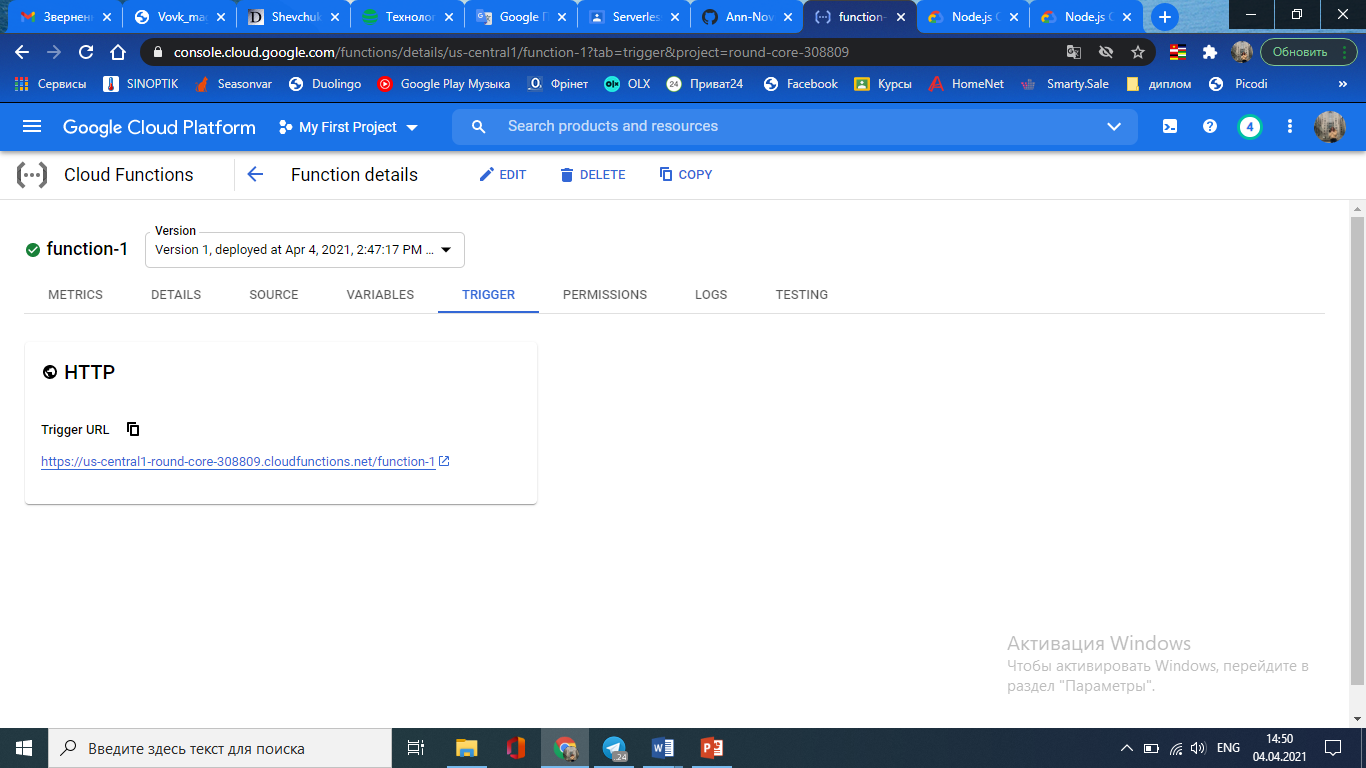 Зверненн Vovk_ma Shevchuk Технолог Google П Serverles Ann-Nov function- Node.js C Node.js C
console.cloud.google.com/functions/details/us-central1/function-1?tab=trigger&project=round-core-308809 Обновить
Сервисы SINOPTIK Seasonvar Duolingo Google Play Музыка Фрінет OLX Приват24 Facebook Курсы HomeNet Smarty.Sale диплом Picodi »
Google Cloud Platform My First Project Search products and resources 4
Cloud Functions Function details EDIT DELETE COPY
Version
function-1 Version 1, deployed at Apr 4, 2021, 2:47:17 PM ...
METRICS DETAILS SOURCE VARIABLES TRIGGER PERMISSIONS LOGS TESTING
HTTP
Trigger URL
https://us-central1-round-core-308809.cloudfunctions.net/function-1
Активация Windows
Чтобы активировать Windows, перейдите в
раздел "Параметры".
Введите здесь текст для поиска 24 ENG 14:50
04.04.2021